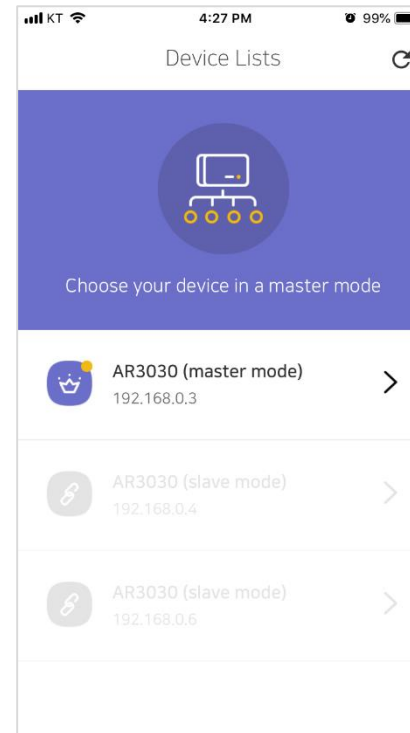 KT 4:27 PM 99%
Device Lists
Choose your device in a master mode
AR3030 (master mode)
192.168.0.3
AR3030 (slave mode)
192.168.0.4
AR3030 (slave mode)
192.168.0.6